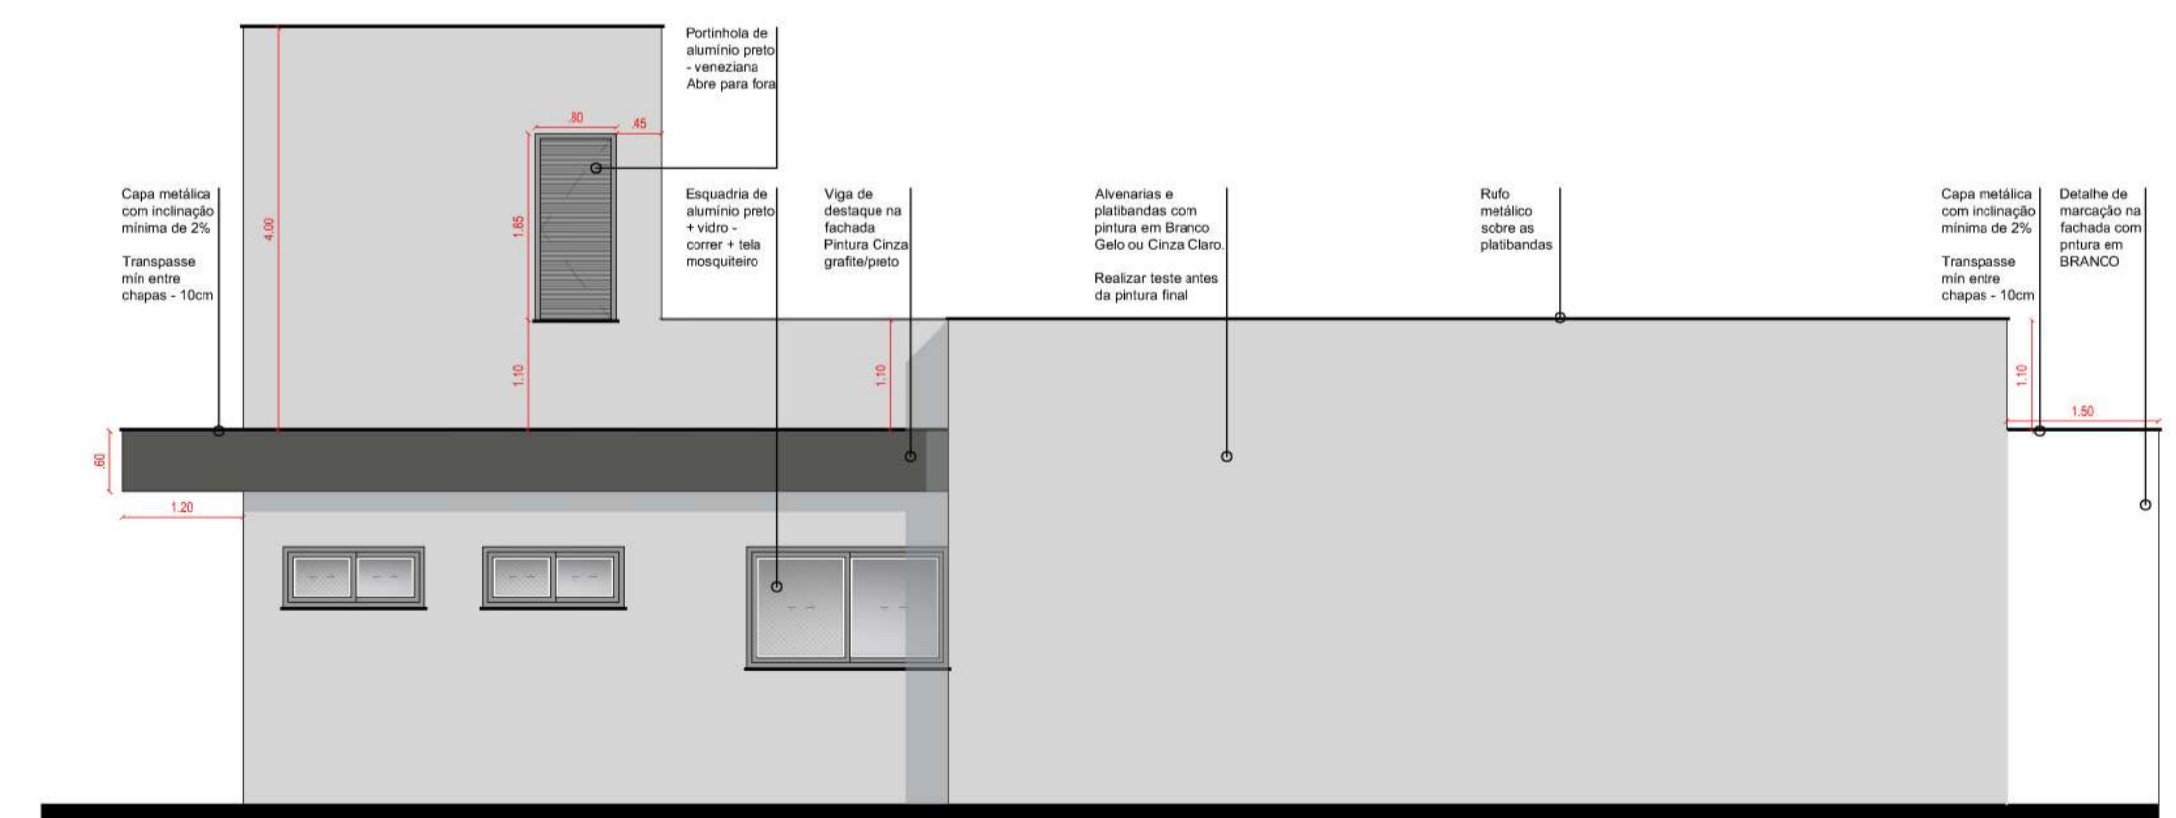 Portinhola de
alumínio preto
- veneziana
Abre para fora
.80
.45
1.85
4.00
1.10
Capa metálica
com inclinação
mínima de 2%
Transpasse
mín entre
chapas - 10cm
Esquadria de
alumínio preto
+ vidro -
correr + tela
mosquiteiro
Viga de
destaque na
fachada
Pintura Cinza
grafite/preto
Alvenarias e
platibandas com
pintura em Branco
Gelo ou Cinza Claro.
Realizar teste antes
da pintura final
Rufo
metálico
sobre as
platibandas
Capa metálica
com inclinação
mínima de 2%
Transpasse
mín entre
chapas - 10cm
Detalhe de
marcação na
fachada com
pntura em
BRANCO
1.10
1.10
1.50
.60
1.20